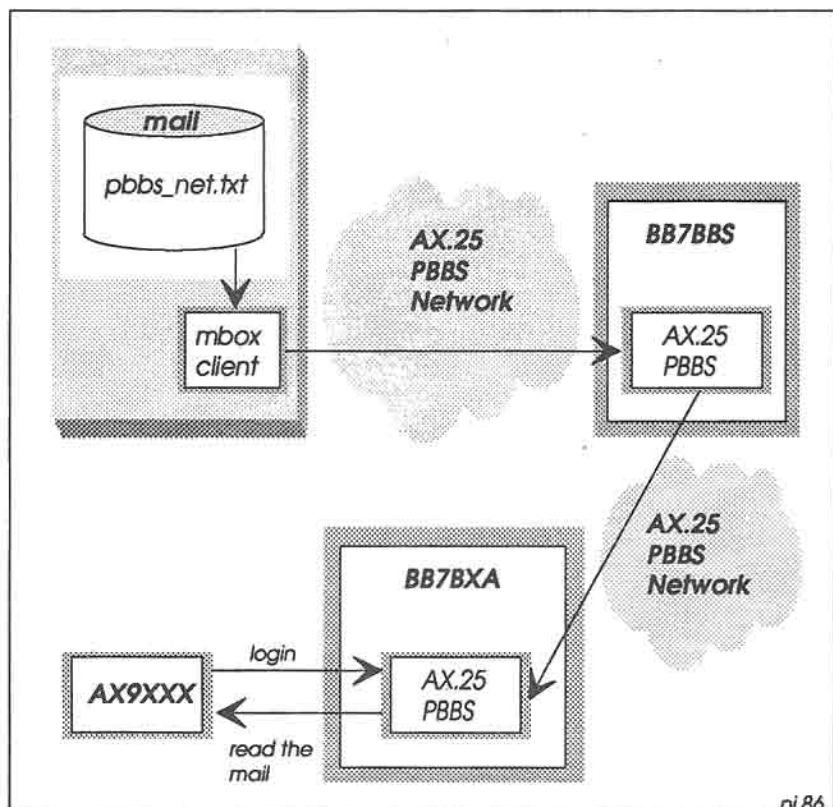 mail
pbbs_net.txt
mbox
client
AX.25
PBBS
Network
BB7BBS
AX.25
PBBS
AX.25
PBBS
Network
BB7BXA
AX.25
PBBS
AX9XXX
login
read the
mail
pi 86